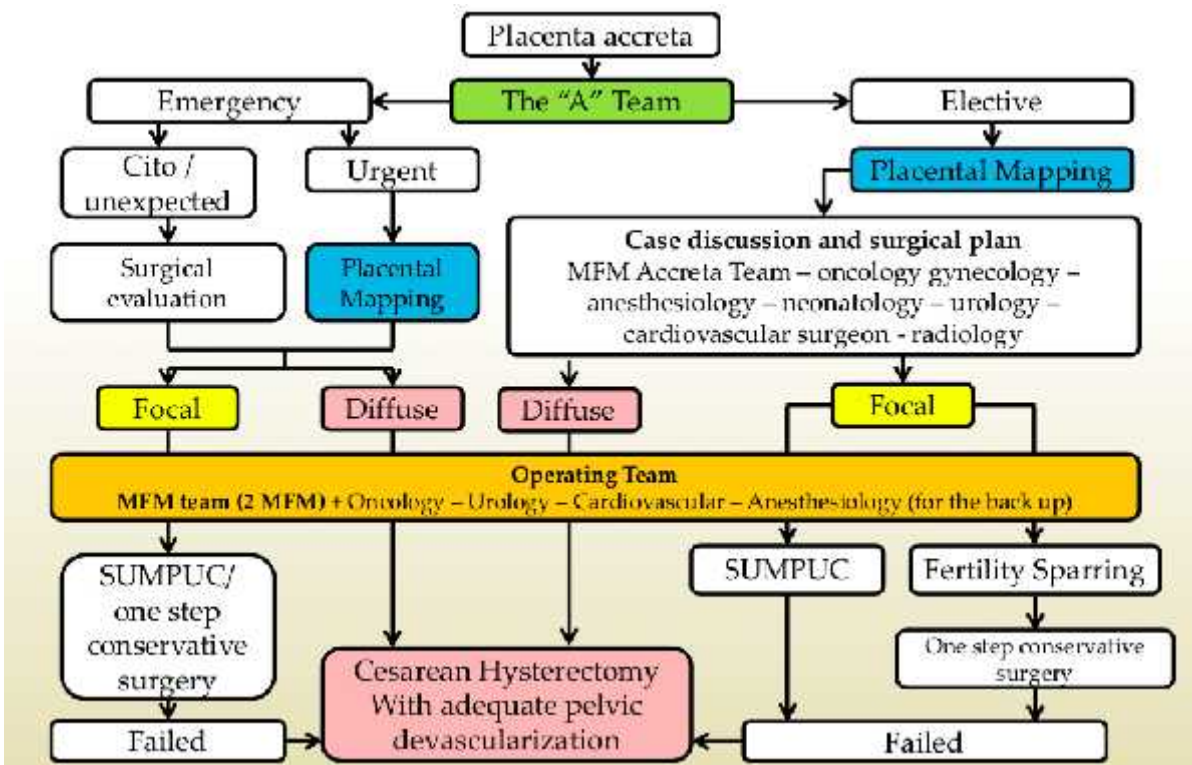 Placenta accreta
Emergency
The "A" Team
Elective
Cito /
unexpected
Urgent
Placental Mapping
Surgical
evaluation
Placental
Mapping
Case discussion and surgical plan
MFM Accreta Team – oncology gynecology –
anesthesiology – neonatology – urology –
cardiovascular surgeon - radiology
Focal
Diffuse
Diffuse
Focal
Operating Team
MFM team (2 MFM) + Oncology – Urology – Cardiovascular – Anesthesiology (for the back up)
SUMPUC/
one step
conservative
surgery
SUMPUC
Fertility Sparring
Cesarean Hysterectomy
With adequate pelvic
devascularization
One step conservative
surgery
Failed
Failed